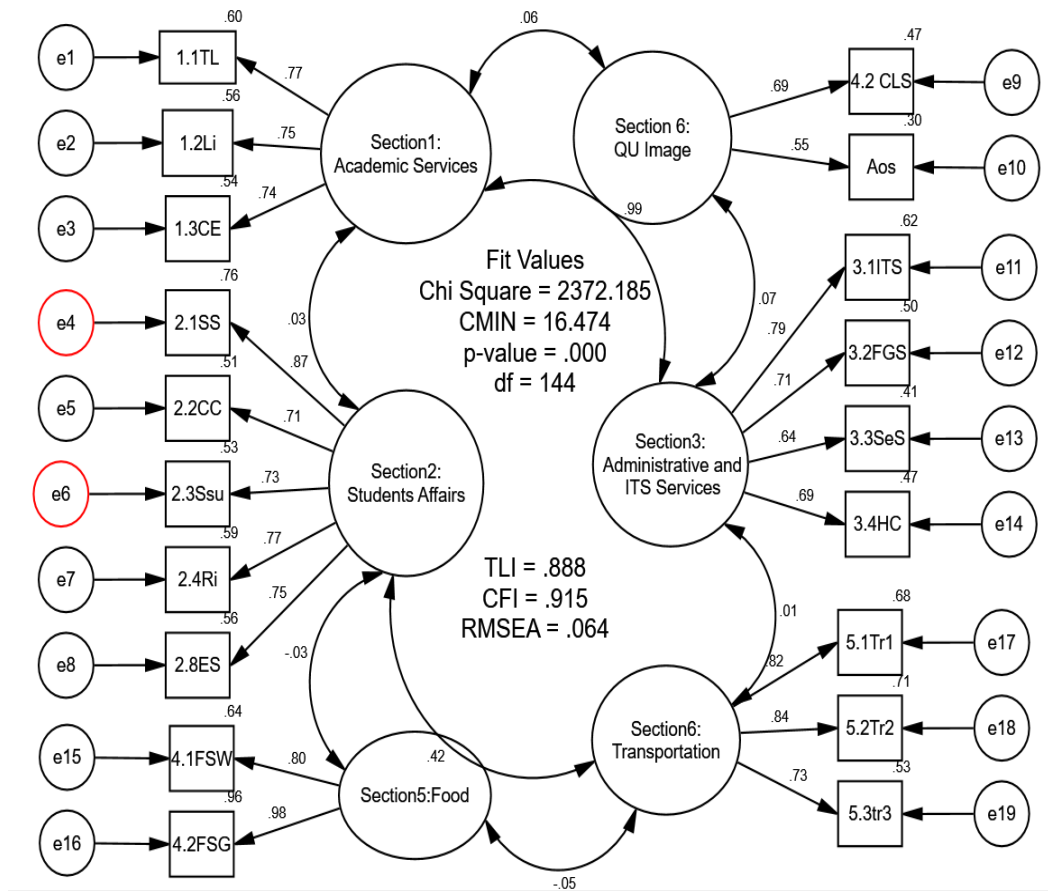 .60
.06
.47
e1
1.1TL
.77
.69
4.2 CLS
e9
.56
.30
e2
1.2Li
.75
Section1:
Academic Services
Section 6:
QU Image
.55
Aos
e10
.54
.74
.99
e3
1.3CE
.62
3.1ITS
e11
.76
Fit Values
Chi Square = 2372.185
CMIN = 16.474
p-value = .000
df = 144
.03
.07
.79
.50
e4
2.1SS
.87
3.2FGS
e12
.51
.71
.41
e5
2.2CC
.71
.64
3.3SeS
e13
.53
.73
Section2:
Students Affairs
Section3:
Administrative and
ITS Services
.47
e6
2.3Ssu
.69
3.4HC
e14
.59
.77
e7
2.4Ri
TLI = .888
CFI = .915
RMSEA = .064
.75
.56
.01
.68
e8
2.8ES
-.03
.82
5.1Tr1
e17
.64
.71
e15
4.1FSW
.80
.42
Section6:
Transportation
.84
5.2Tr2
e18
.96
.53
Section5:Food
.73
e16
4.2FSG
.98
5.3tr3
e19
-.05